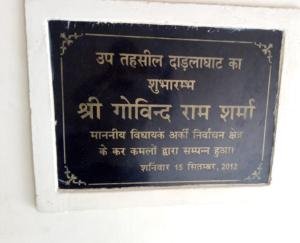 उप तहसील दाड़लाघाट का
शुभारम्भ
श्री गोविन्द राम शर्मा
माननीय विधायक अर्की निर्वाचन क्षेत्र
के कर कमलों द्वारा सम्पन्न हुआ।
शनिवार 15 सितम्बर, 2012